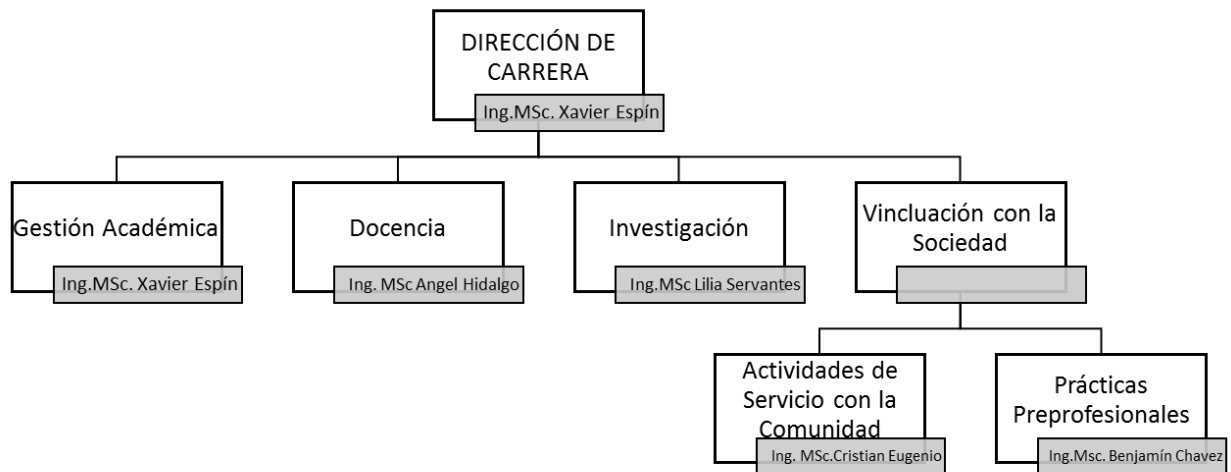 DIRECCIÓN DE
CARRERA
Ing.MSc. Xavier Espín
Gestión Académica
Ing.MSc. Xavier Espín
Docencia
Ing. MSc Angel Hidalgo
Investigación
Ing.MSc Lilia Servantes
Vincluación con la
Sociedad
Actividades de
Servicio con la
Comunidad
Ing. MSc.Cristian Eugenio
Prácticas
Preprofesionales
Ing.Msc. Benjamín Chavez